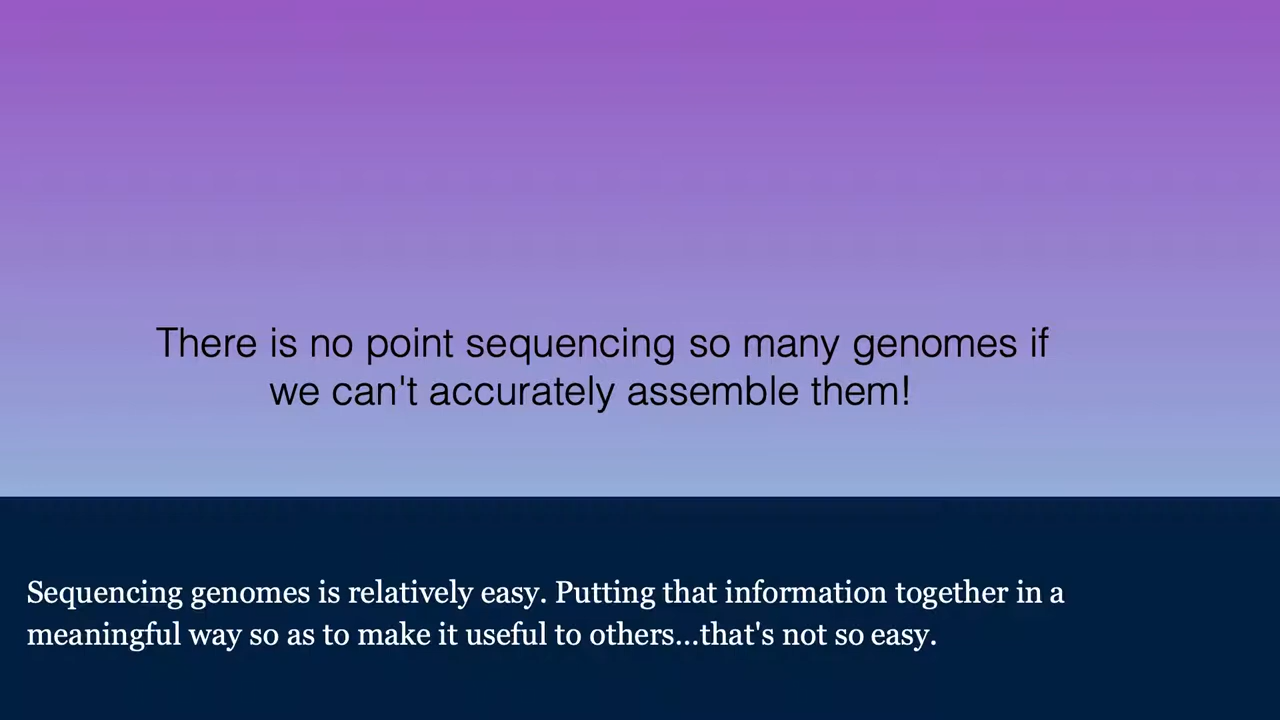 There is no point sequencing so many genomes if
we can't accurately assemble them!
Sequencing genomes is relatively easy. Putting that information together in a
meaningful way so as to make it useful to others...that's not so easy.